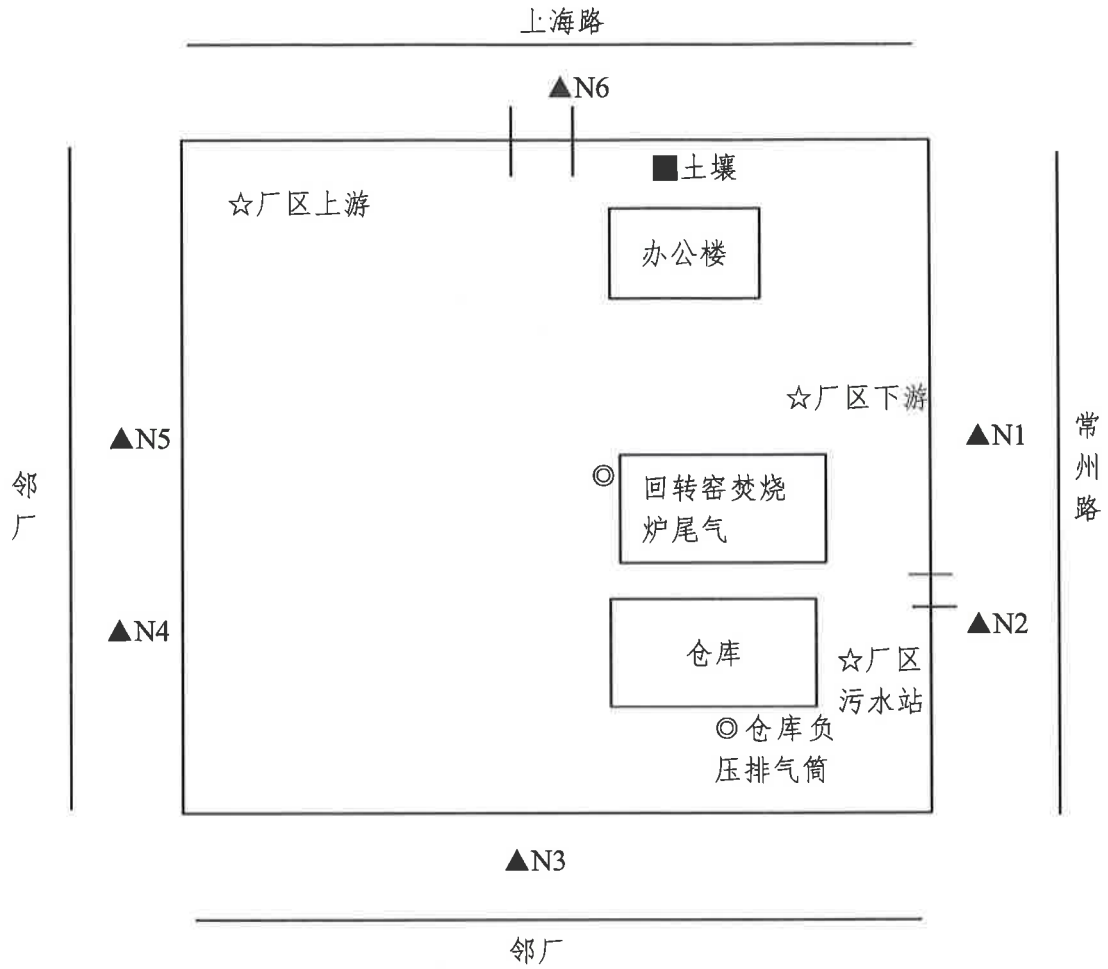 上海路
▲N6
■土壤
☆厂区上游
办公楼
☆厂区下游
▲N5
▲N1
常
州
路
邻
厂
◎
回转窑焚烧
炉尾气
▲N4
▲N2
仓库
☆厂区
污水站
◎仓库负
压排气筒
▲N3
邻厂